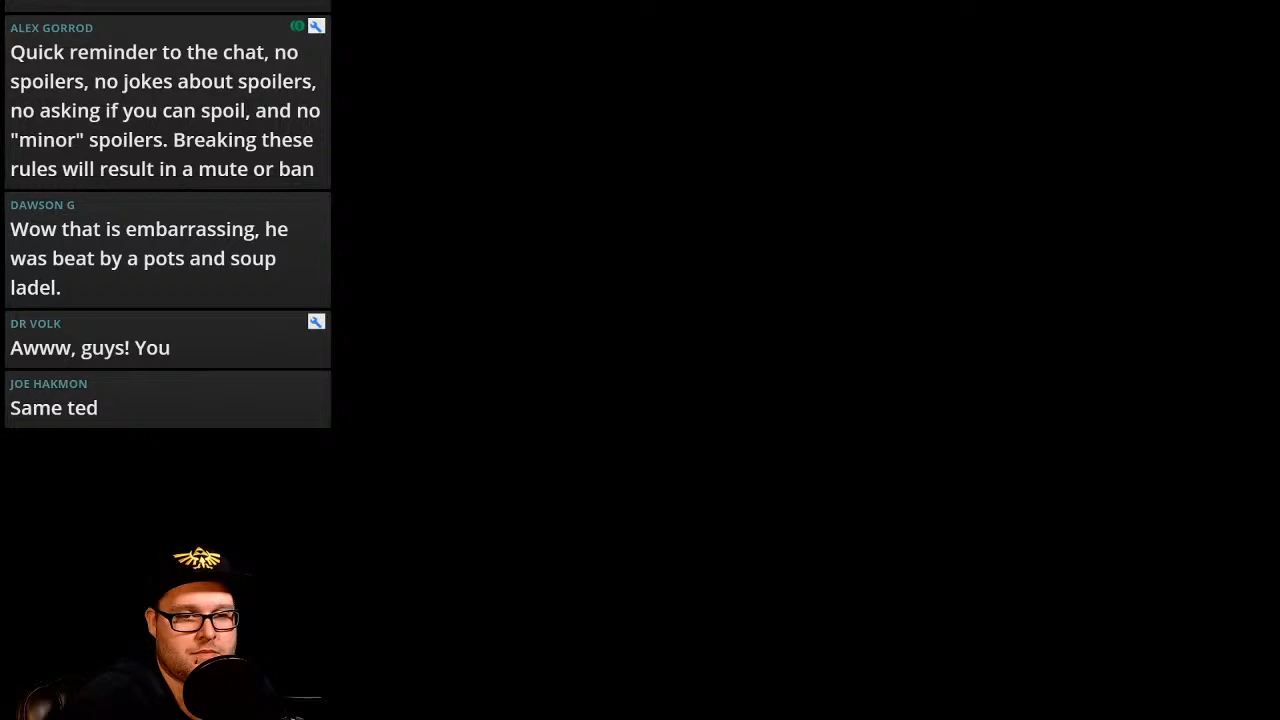 ALEX GORROD
Quick reminder to the chat, no
spoilers, no jokes about spoilers,
no asking if you can spoil, and no
"minor" spoilers. Breaking these
rules will result in a mute or ban
DAWSON G
Wow that is embarrassing, he
was beat by a pots and soup
ladel.
DR VOLK
Awww, guys! You
JOE HAKMON
Same ted